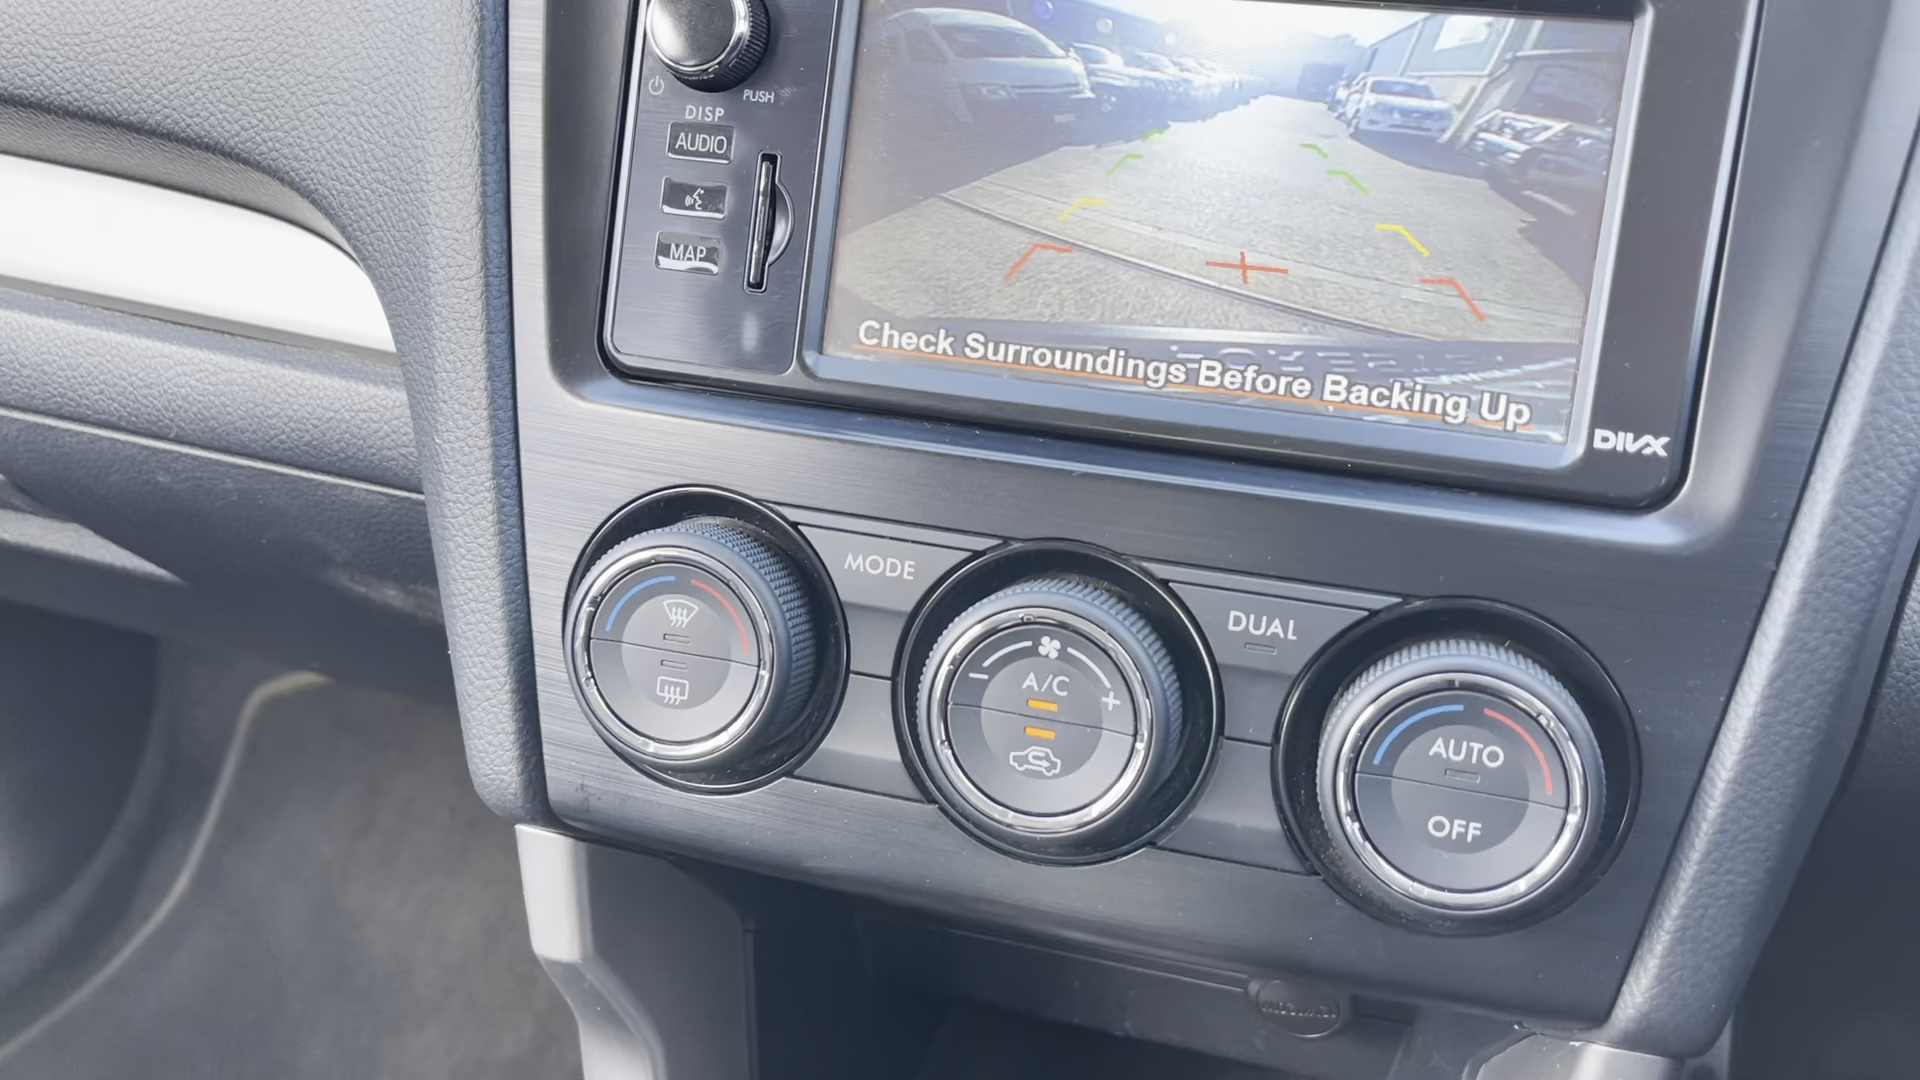 PUSH
DISP
AUDIO
MAP
Check Surroundings Before Backing Up
DIVX
MODE
A/C
DUAL
AUTO
OFF